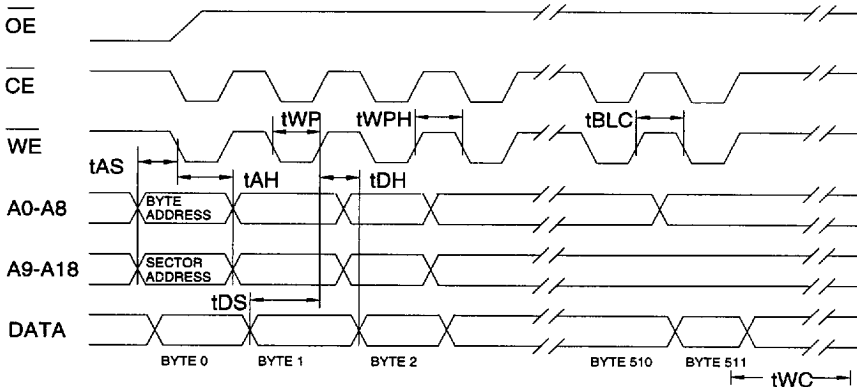 OE
CE
tWP
tWPH
tBLC
WE
tAS
tAH
tDH
A0-A8
BYTE
ADDRESS
A9-A18
SECTOR
ADDRESS
tDS
DATA
BYTE 0
BYTE 1
BYTE 2
BYTE 510
BYTE 511
tWC